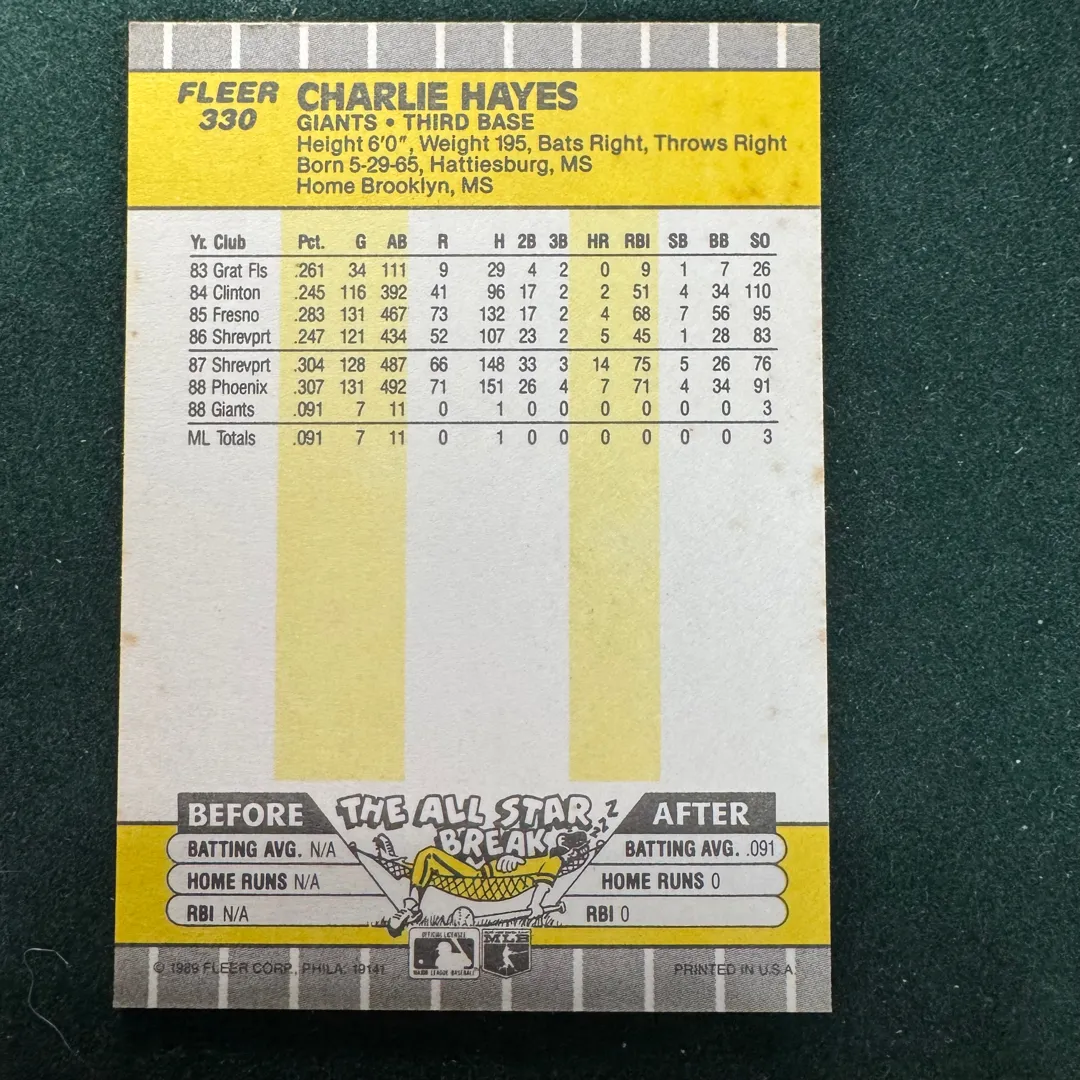 FLEER 330
CHARLIE HAYES
GIANTS • THIRD BASE
Height 6'0", Weight 195, Bats Right, Throws Right
Born 5-29-65, Hattiesburg, MS
Home Brooklyn, MS
Yr. Club Pct. G AB R H 2B 3B HR RBI SB BB SO
83 Grat Fls .261 34 111 9 29 4 2 0 9 1 7 26
84 Clinton .245 116 392 41 96 17 2 2 51 4 34 110
85 Fresno .283 131 467 73 132 17 2 4 68 7 56 95
86 Shrevprt .247 121 434 52 107 23 2 5 45 1 28 83
87 Shrevprt .304 128 487 66 148 33 3 14 75 5 26 76
88 Phoenix .307 131 492 71 151 26 4 7 71 4 34 91
88 Giants .091 7 11 0 1 0 0 0 0 0 0 3
ML Totals .091 7 11 0 1 0 0 0 0 0 0 3
BEFORE THE ALL STAR BREAK zzZZ AFTER
BATTING AVG. N/A BATTING AVG. .091
HOME RUNS N/A HOME RUNS 0
RBI N/A RBI 0
OFFICIAL LICENSEE
MAJOR LEAGUE BASEBALL
MLB
© 1989 FLEER CORP., PHILA. 19141 PRINTED IN U.S.A.